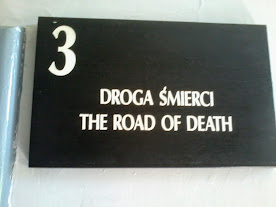 3
DROGA ŚMIERCI
THE ROAD OF DEATH